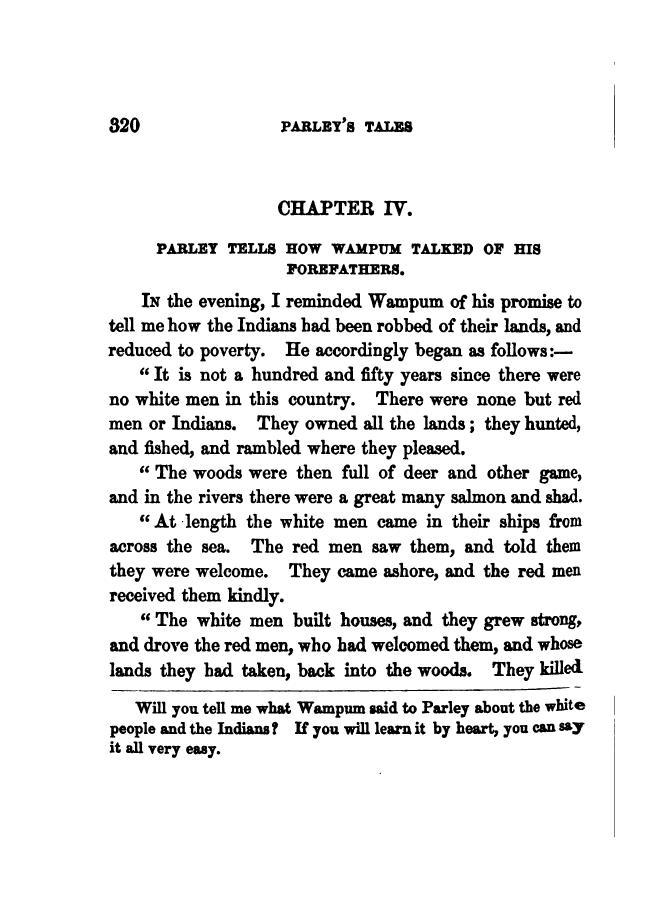 320 PARLEY'S TALES
CHAPTER IV.
PARLEY TELLS HOW WAMPUM TALKED OF HIS
FOREFATHERS.
IN the evening, I reminded Wampum of his promise to
tell me how the Indians had been robbed of their lands, and
reduced to poverty. He accordingly began as follows:—
"It is not a hundred and fifty years since there were
no white men in this country. There were none but red
men or Indians. They owned all the lands; they hunted,
and fished, and rambled where they pleased.
"The woods were then full of deer and other game,
and in the rivers there were a great many salmon and shad.
"At length the white men came in their ships from
across the sea. The red men saw them, and told them
they were welcome. They came ashore, and the red men
received them kindly.
"The white men built houses, and they grew strong,
and drove the red men, who had welcomed them, and whose
lands they had taken, back into the woods. They killed
Will you tell me what Wampum said to Parley about the white
people and the Indians? If you will learn it by heart, you can say
it all very easy.